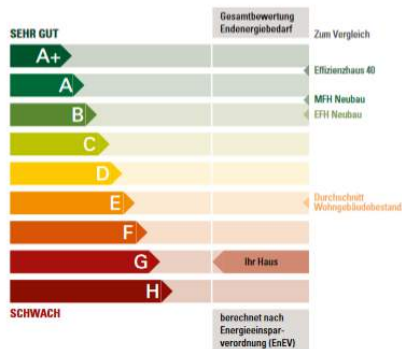 Gesamtbewertung
Endenergiebedarf
SEHR GUT
Zum Vergleich
A+
Effizienzhaus 40
A
MFH Neubau
B
EFH Neubau
C
D
E
Durchschnitt
Wohngebäudebestand
F
G
Ihr Haus
H
SCHWACH
berechnet nach
Energieeinspar-
verordnung (EnEV)